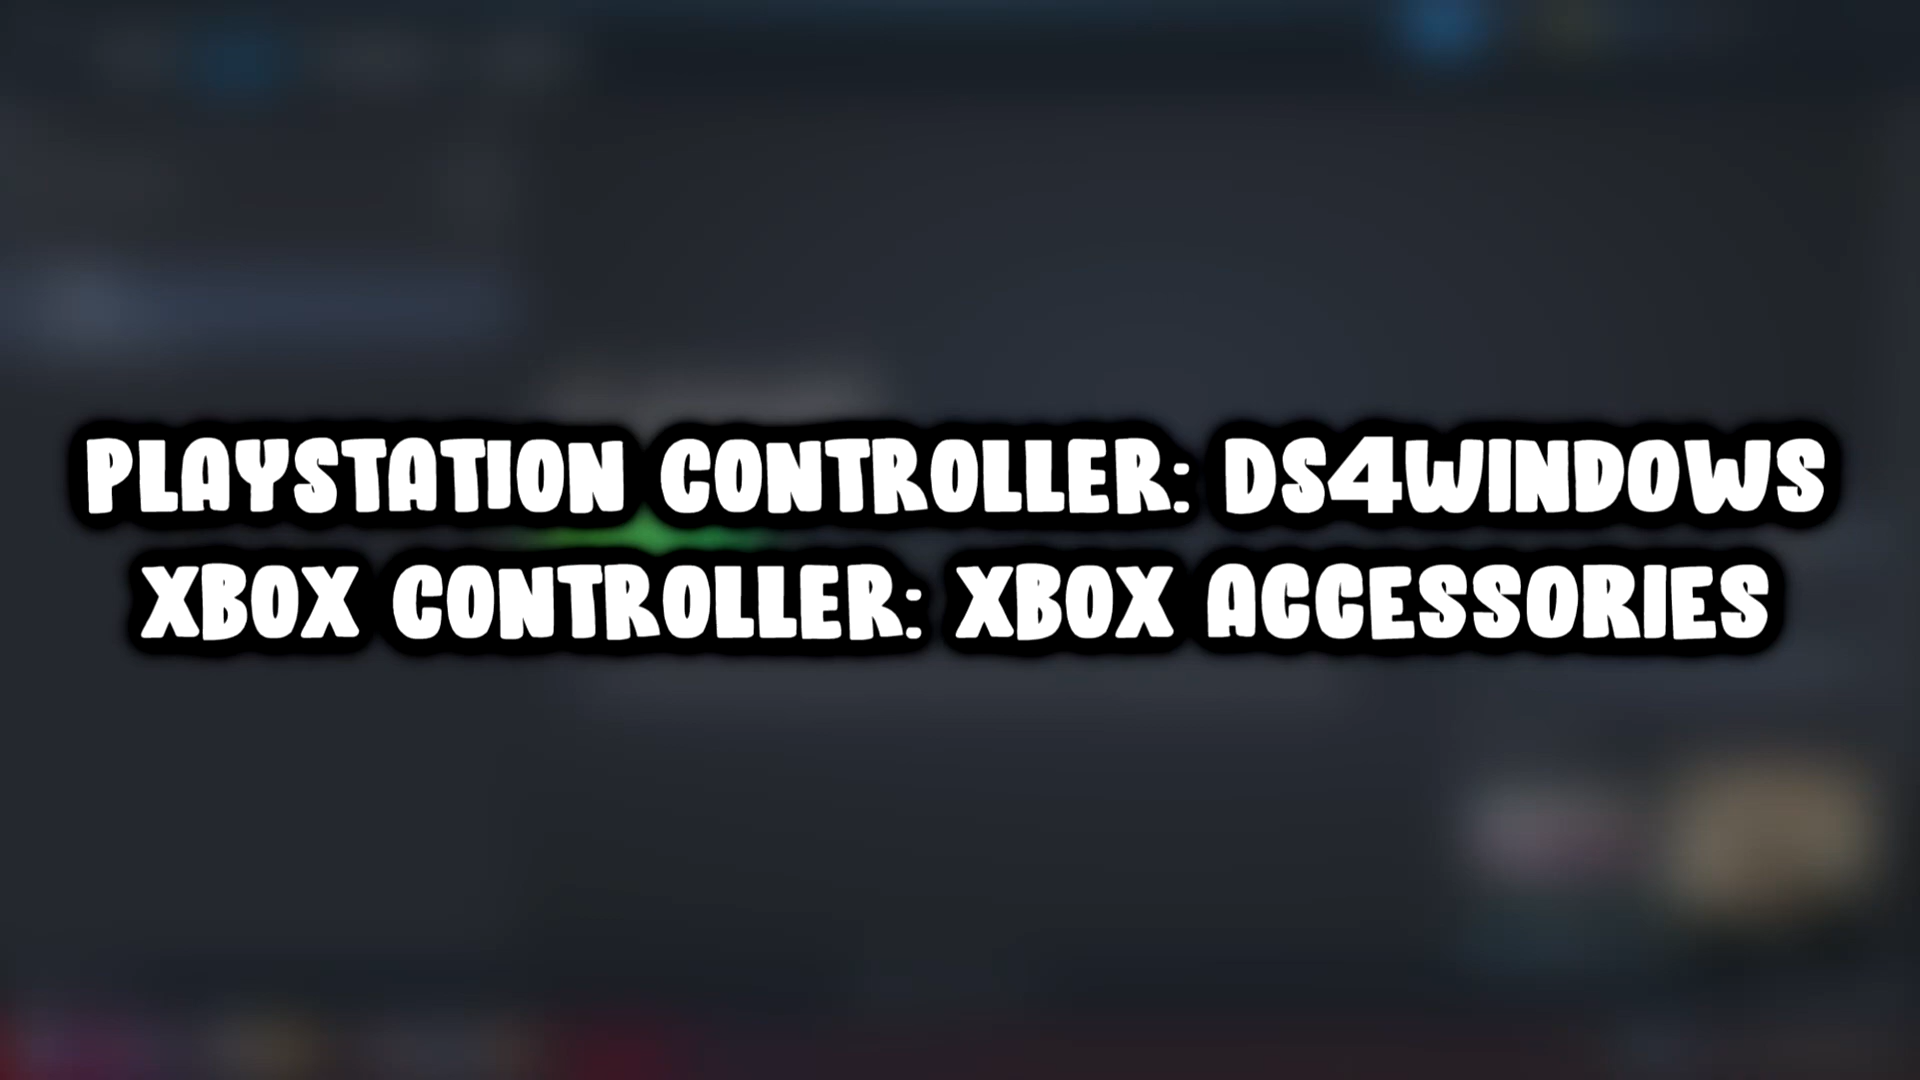 PLAYSTATION CONTROLLER: DS4WINDOWS
XBOX CONTROLLER: XBOX ACCESSORIES